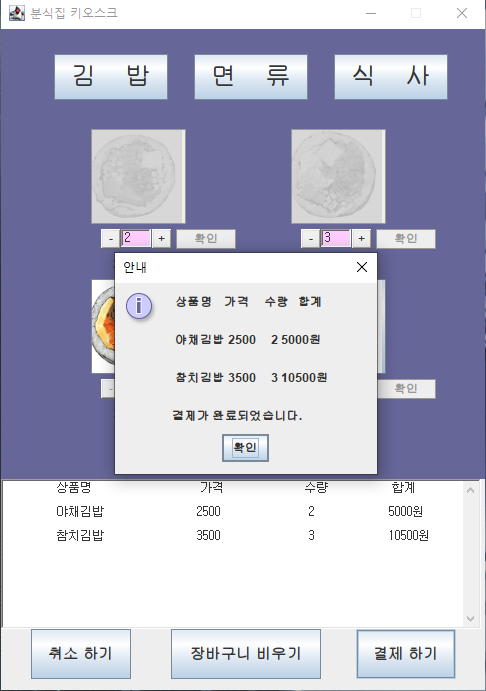 분식집 키오스크
김 밥 면 류 식 사
- 2 + 확인 - 3 + 확인
안내
상품명 가격 수량 합계
야채김밥 2500 2 5000원
참치김밥 3500 3 10500원
결제가 완료되었습니다.
확인
- 확인
상품명 가격 수량 합계
야채김밥 2500 2 5000원
참치김밥 3500 3 10500원
취소 하기 장바구니 비우기 결제 하기